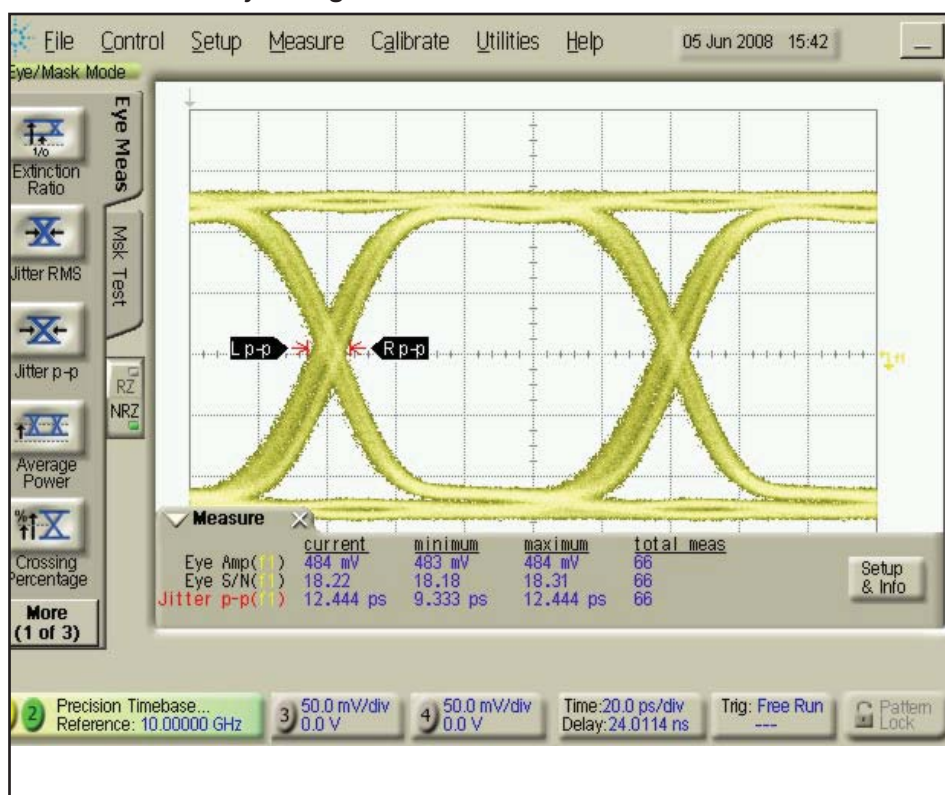 File Control Setup Measure Calibrate Utilities Help 05 Jun 2008 15:42
Eye/Mask Mode
Eye Meas
Msk Test
1/0
Extinction
Ratio
Jitter RMS
Jitter p-p
RZ
NRZ
Average
Power
Crossing
Percentage
More
(1 of 3)
L p-p
R p-p
Measure
current minimum maximum total meas
Eye Amp(f1) 484 mV 483 mV 484 mV 66
Eye S/N(f1) 18.22 18.18 18.31 66
Jitter p-p(f1) 12.444 ps 9.333 ps 12.444 ps 66
Setup
& Info
2 Precision Timebase...
Reference: 10.00000 GHz
3 50.0 mV/div
0.0 V
4 50.0 mV/div
0.0 V
Time:20.0 ps/div
Delay:24.0114 ns
Trig: Free Run
---
Pattern
Lock